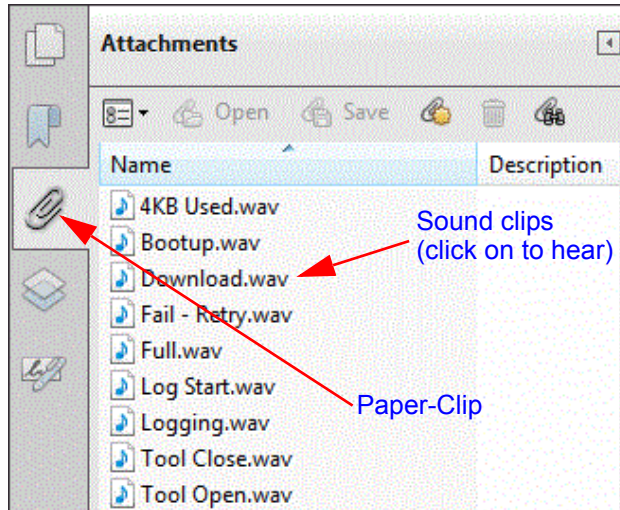 Attachments
Open Save
Name Description
4KB Used.wav
Bootup.wav
Download.wav
Fail - Retry.wav
Full.wav
Log Start.wav
Logging.wav
Tool Close.wav
Tool Open.wav
Sound clips
(click on to hear)
Paper-Clip